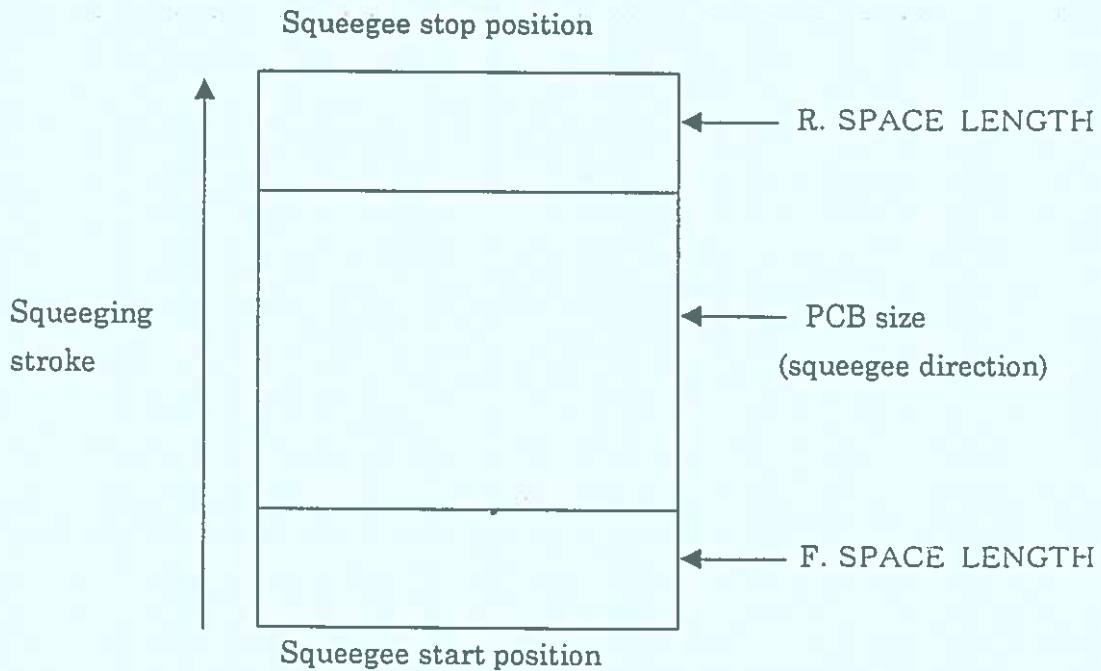 Squeegee stop position
R. SPACE LENGTH
Squeeging
stroke
PCB size
(squeegee direction)
F. SPACE LENGTH
Squeegee start position